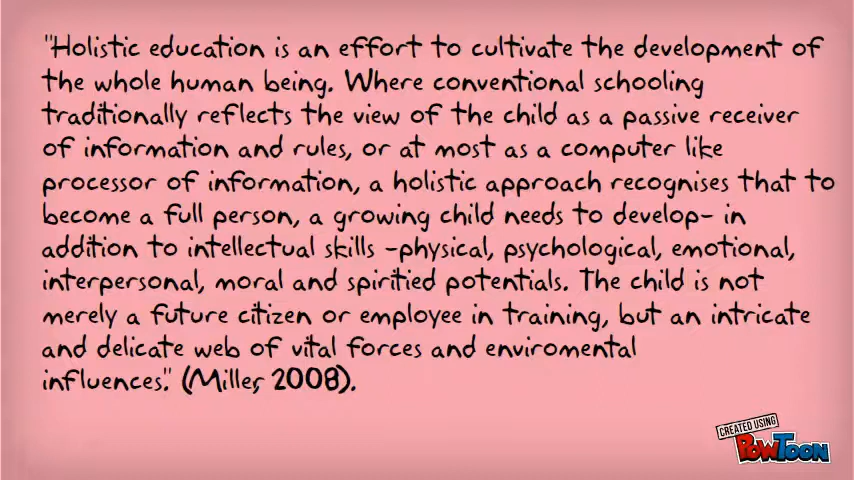 "Holistic education is an effort to cultivate the development of
the whole human being. Where conventional schooling
traditionally reflects the view of the child as a passive receiver
of information and rules, or at most as a computer like
processor of information, a holistic approach recognises that to
become a full person, a growing child needs to develop- in
addition to intellectual skills -physical, psychological, emotional,
interpersonal, moral and spiritied potentials. The child is not
merely a future citizen or employee in training, but an intricate
and delicate web of vital forces and enviromental
influences." (Miller, 2008).
CREATED USING
POWTOON